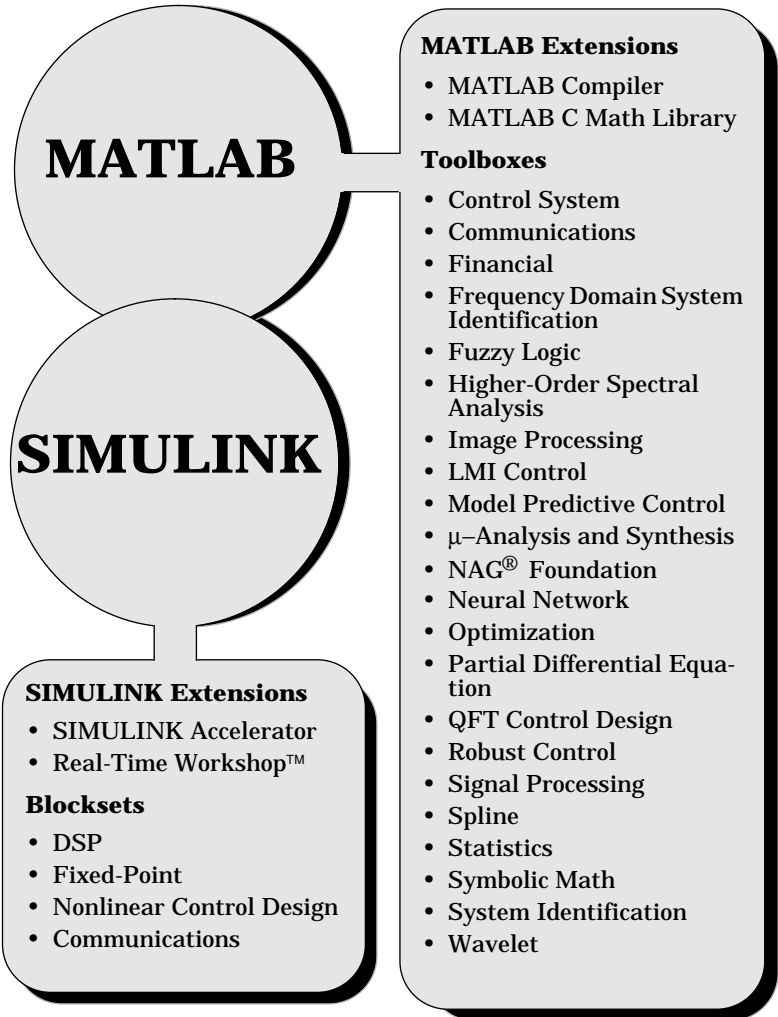 MATLAB
SIMULINK
SIMULINK Extensions
• SIMULINK Accelerator
• Real-Time Workshop™
Blocksets
• DSP
• Fixed-Point
• Nonlinear Control Design
• Communications
MATLAB Extensions
• MATLAB Compiler
• MATLAB C Math Library
Toolboxes
• Control System
• Communications
• Financial
• Frequency Domain System
Identification
• Fuzzy Logic
• Higher-Order Spectral
Analysis
• Image Processing
• LMI Control
• Model Predictive Control
• μ–Analysis and Synthesis
• NAG® Foundation
• Neural Network
• Optimization
• Partial Differential Equa-
tion
• QFT Control Design
• Robust Control
• Signal Processing
• Spline
• Statistics
• Symbolic Math
• System Identification
• Wavelet